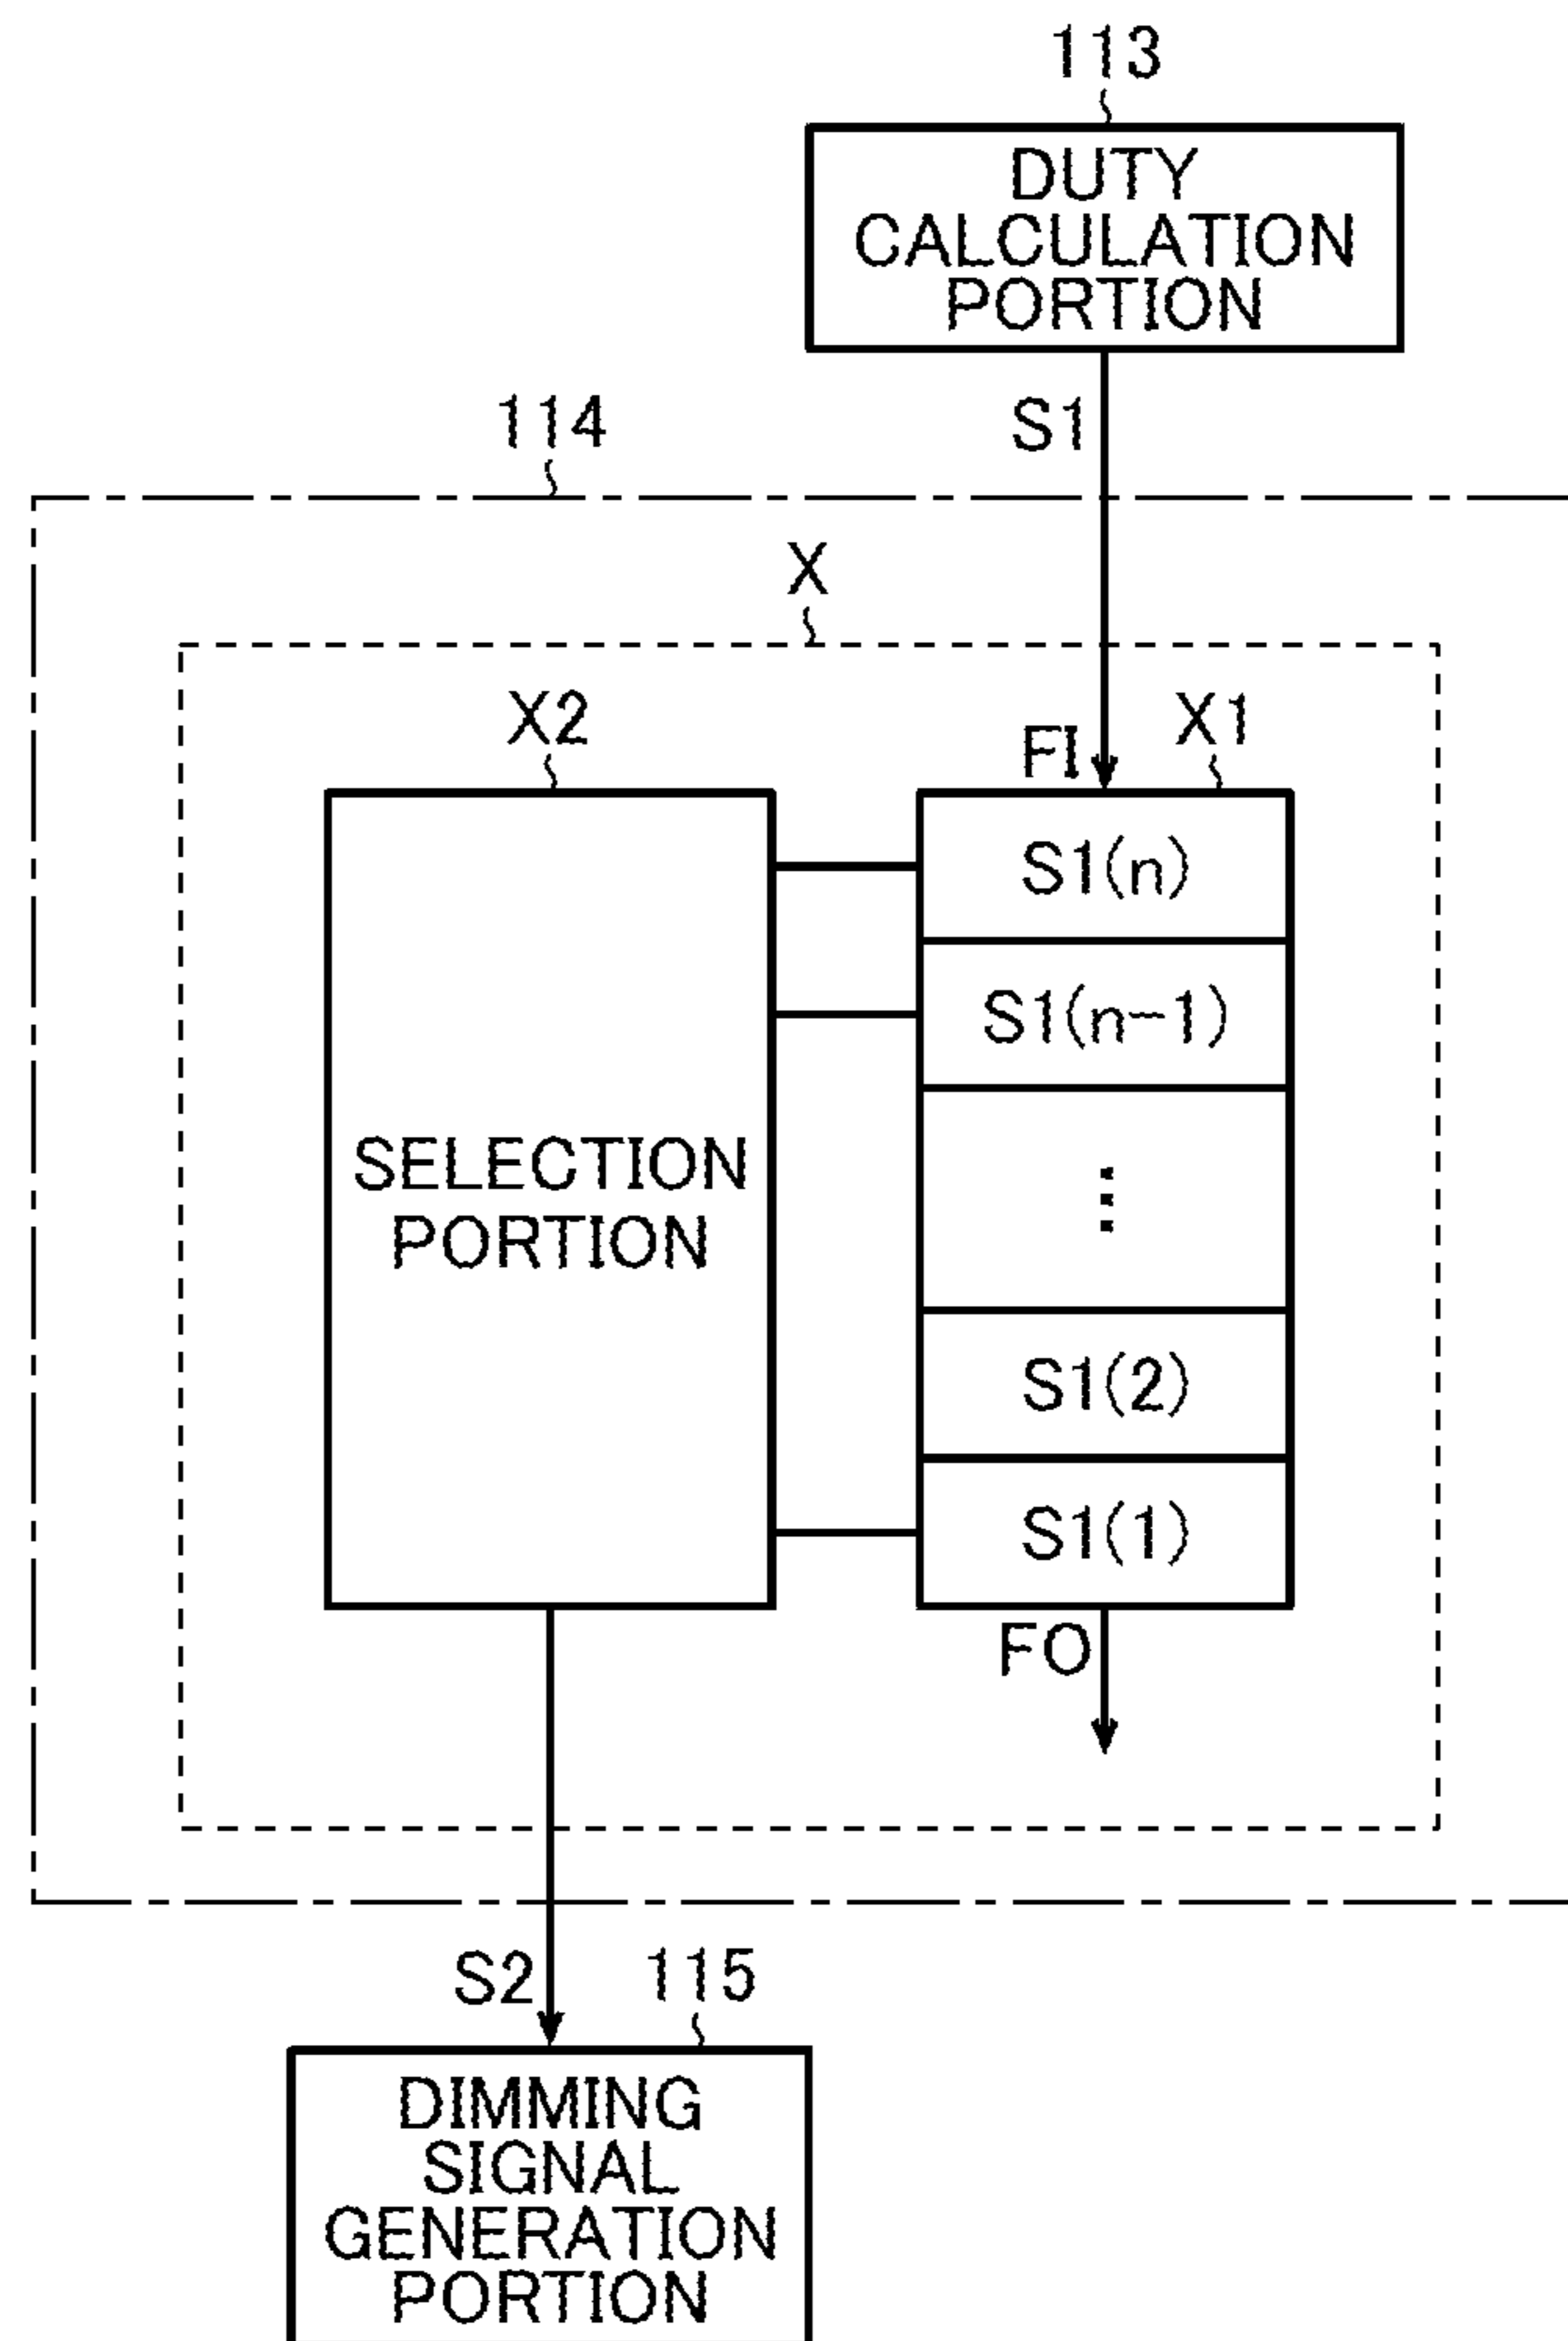 113
DUTY
CALCULATION
PORTION
114
S1
X
X2
FI
X1
S1(n)
S1(n-1)
⋮
SELECTION
PORTION
S1(2)
S1(1)
FO
S2
115
DIMMING
SIGNAL
GENERATION
PORTION